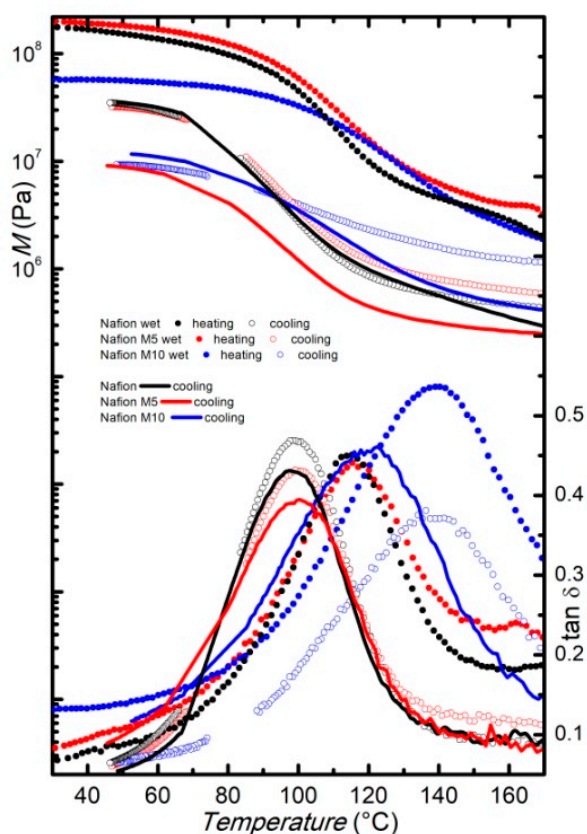 10⁸
10⁷
M (Pa)
10⁶
Nafion wet heating cooling
Nafion M5 wet heating cooling
Nafion M10 wet heating cooling
Nafion cooling
Nafion M5 cooling
Nafion M10 cooling
0.5
0.4
0.3
tan δ
0.2
0.1
40 60 80 100 120 140 160
Temperature (°C)